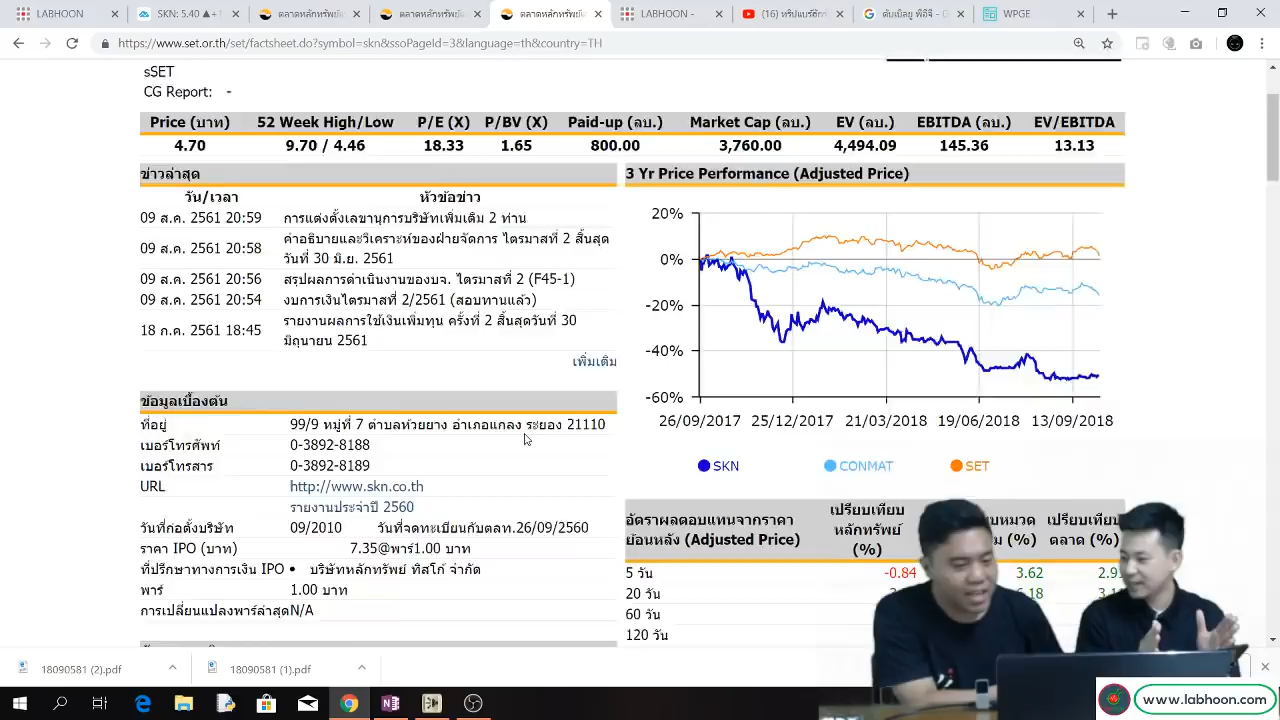 LABHOON
SKN: 5.40 ▲+1
ตลาดหลักทรัพย์
ตลาดหลักทรัพย์
ตลาดหลักทรัพย์
LABHOON -
(16) ทริปแบร์ธีก
ดับเบิลยู พีจีอี -
WPGE
https://www.set.or.th/set/factsheet.do?symbol=skn&ssoPageId=3&language=th&country=TH
sSET
CG Report: -
Price (บาท) 52 Week High/Low P/E (X) P/BV (X) Paid-up (ลบ.) Market Cap (ลบ.) EV (ลบ.) EBITDA (ลบ.) EV/EBITDA
4.70 9.70 / 4.46 18.33 1.65 800.00 3,760.00 4,494.09 145.36 13.13
ข่าวล่าสุด
วัน/เวลา หัวข้อข่าว
09 ส.ค. 2561 20:59 การแต่งตั้งเลขานุการบริษัทเพิ่มเติม 2 ท่าน
09 ส.ค. 2561 20:58 คำอธิบายและวิเคราะห์ของฝ่ายจัดการ ไตรมาสที่ 2 สิ้นสุด
วันที่ 30 มิ.ย. 2561
09 ส.ค. 2561 20:56 สรุปผลการดำเนินงานของบจ. ไตรมาสที่ 2 (F45-1)
09 ส.ค. 2561 20:54 งบการเงินไตรมาสที่ 2/2561 (สอบทานแล้ว)
18 ก.ค. 2561 18:45 รายงานผลการใช้เงินเพิ่มทุน ครั้งที่ 2 สิ้นสุดวันที่ 30
มิถุนายน 2561
เพิ่มเติม
3 Yr Price Performance (Adjusted Price)
20%
0%
-20%
-40%
-60%
26/09/2017 25/12/2017 21/03/2018 19/06/2018 13/09/2018
SKN CONMAT SET
ข้อมูลเบื้องต้น
ที่อยู่ 99/9 หมู่ที่ 7 ตำบลห้วยยาง อำเภอแกลง ระยอง 21110
เบอร์โทรศัพท์ 0-3892-8188
เบอร์โทรสาร 0-3892-8189
URL http://www.skn.co.th
รายงานประจำปี 2560
วันที่ก่อตั้งบริษัท 09/2010 วันที่จดทะเบียนกับตลท.26/09/2560
ราคา IPO (บาท) 7.35@พาร์1.00 บาท
ที่ปรึกษาทางการเงิน IPO • บริษัทหลักทรัพย์ ทิสโก้ จำกัด
พาร์ 1.00 บาท
การเปลี่ยนแปลงพาร์ล่าสุดN/A
อัตราผลตอบแทนจากราคา
ย้อนหลัง (Adjusted Price)
เปรียบเทียบ
หลักทรัพย์
(%)
บหมวด
ม (%)
เปรียบเทียบ
ตลาด (%)
5 วัน -0.84 3.62 2.9
20 วัน 6.18
60 วัน
120 วัน
18090581 (2).pdf
18090581 (1).pdf
www.labhoon.com